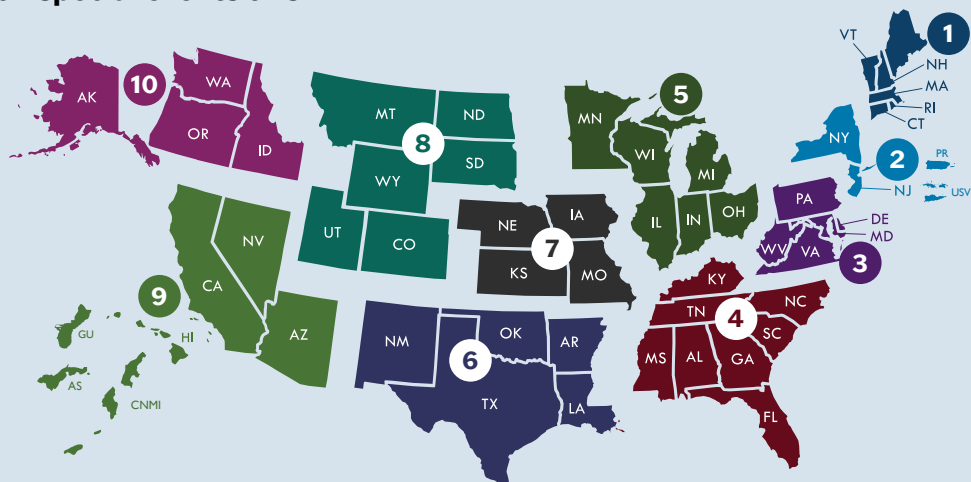 1
VT
NH
MA
RI
CT
10
WA
AK
OR
ID
MT
ND
8
SD
WY
UT
CO
5
MN
WI
MI
IL
IN
OH
NY
2
PR
NJ
USV
PA
DE
MD
WV
VA
3
NE
IA
7
KS
MO
NV
CA
9
AZ
GU
HI
AS
CNMI
NM
OK
AR
6
TX
LA
KY
NC
TN
4
SC
MS
AL
GA
FL